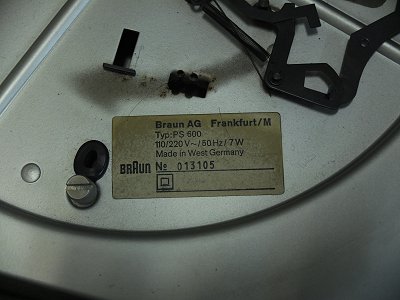 Braun AG Frankfurt/M
Typ: PS 600
110/220 V~/50Hz/7W
Made in West Germany
BRAUN № 013105